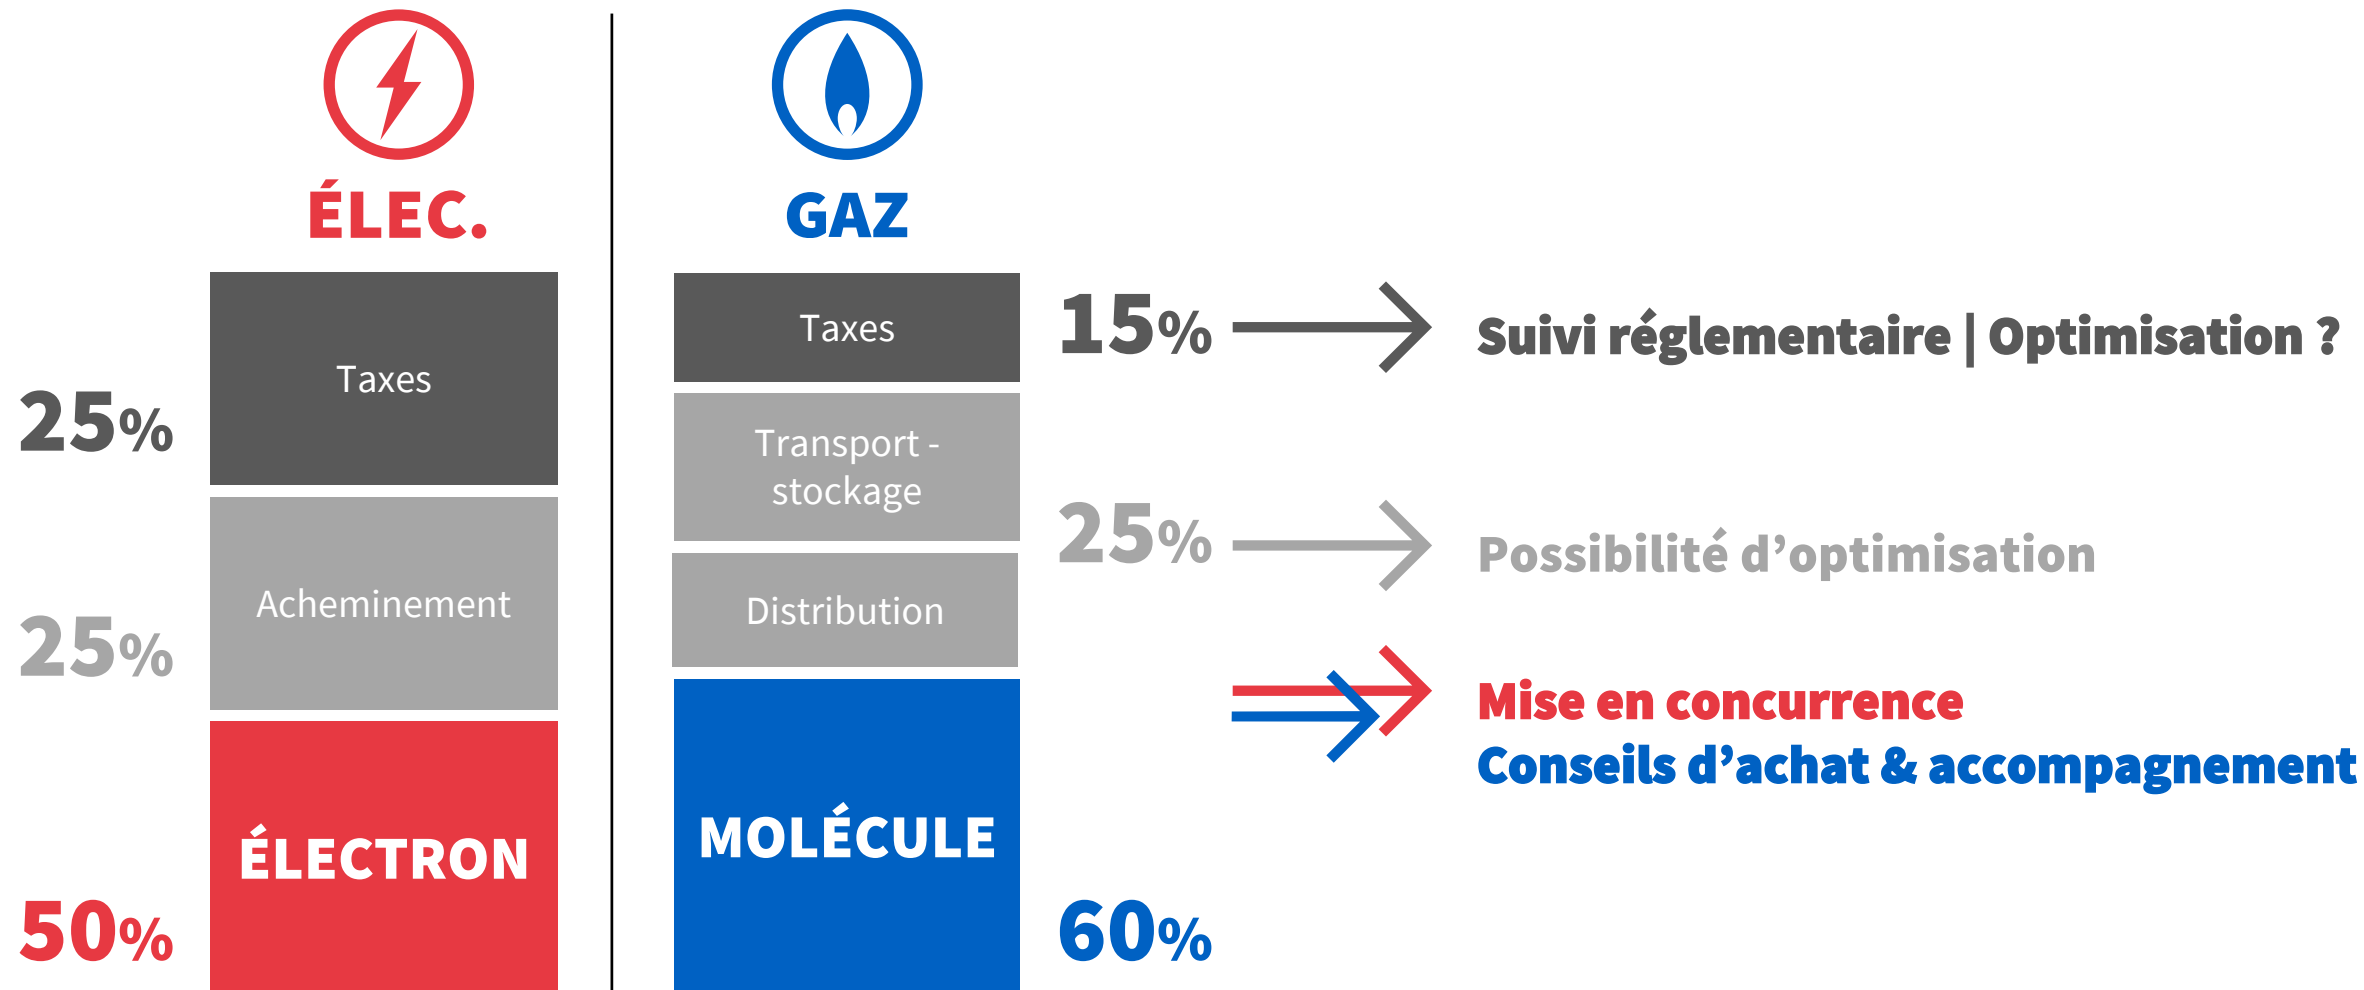 ÉLEC.
Taxes
25%
Acheminement
25%
ÉLECTRON
50%
GAZ
Taxes
15%
Suivi réglementaire | Optimisation ?
Transport -
stockage
25%
Possibilité d’optimisation
Distribution
Mise en concurrence
Conseils d’achat & accompagnement
MOLÉCULE
60%